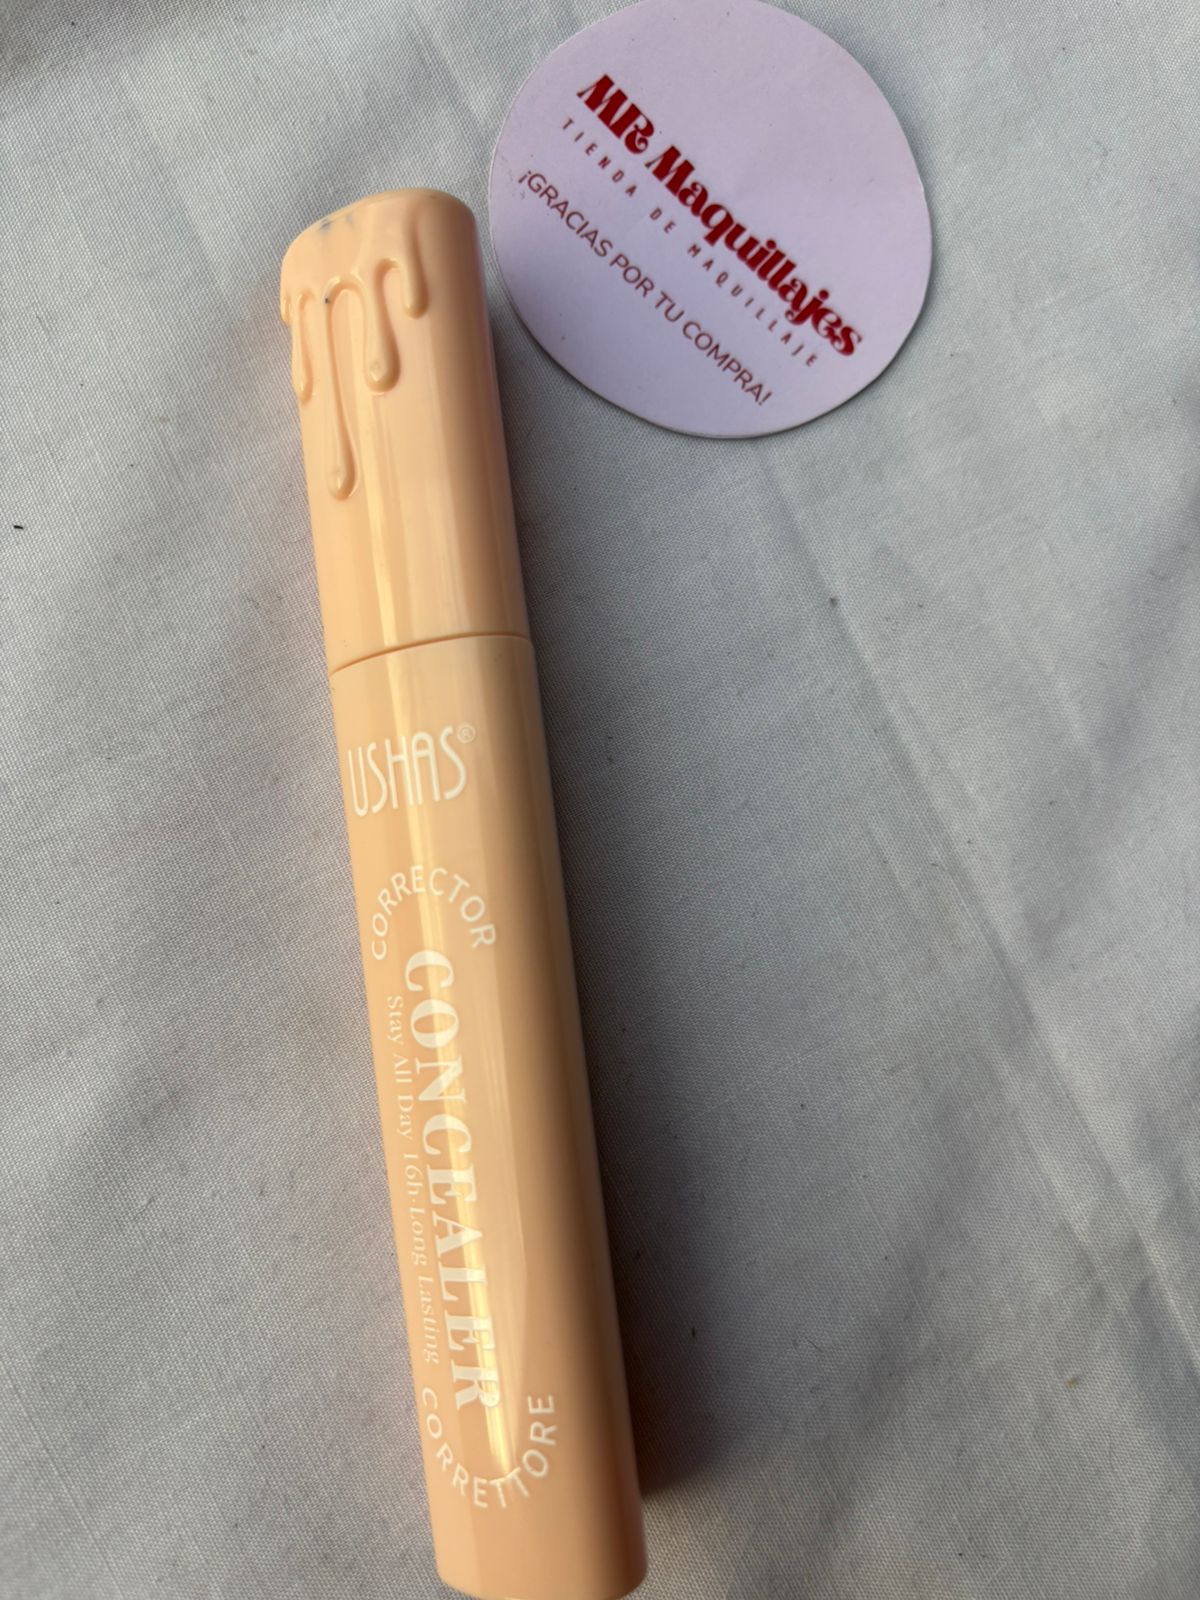 MR Maquillajes
TIENDA DE MAQUILLAJE
¡GRACIAS POR TU COMPRA!
USHAS®
CORRECTOR
CONCEALER
Stay All Day 16h·Long Lasting
CORRETTORE